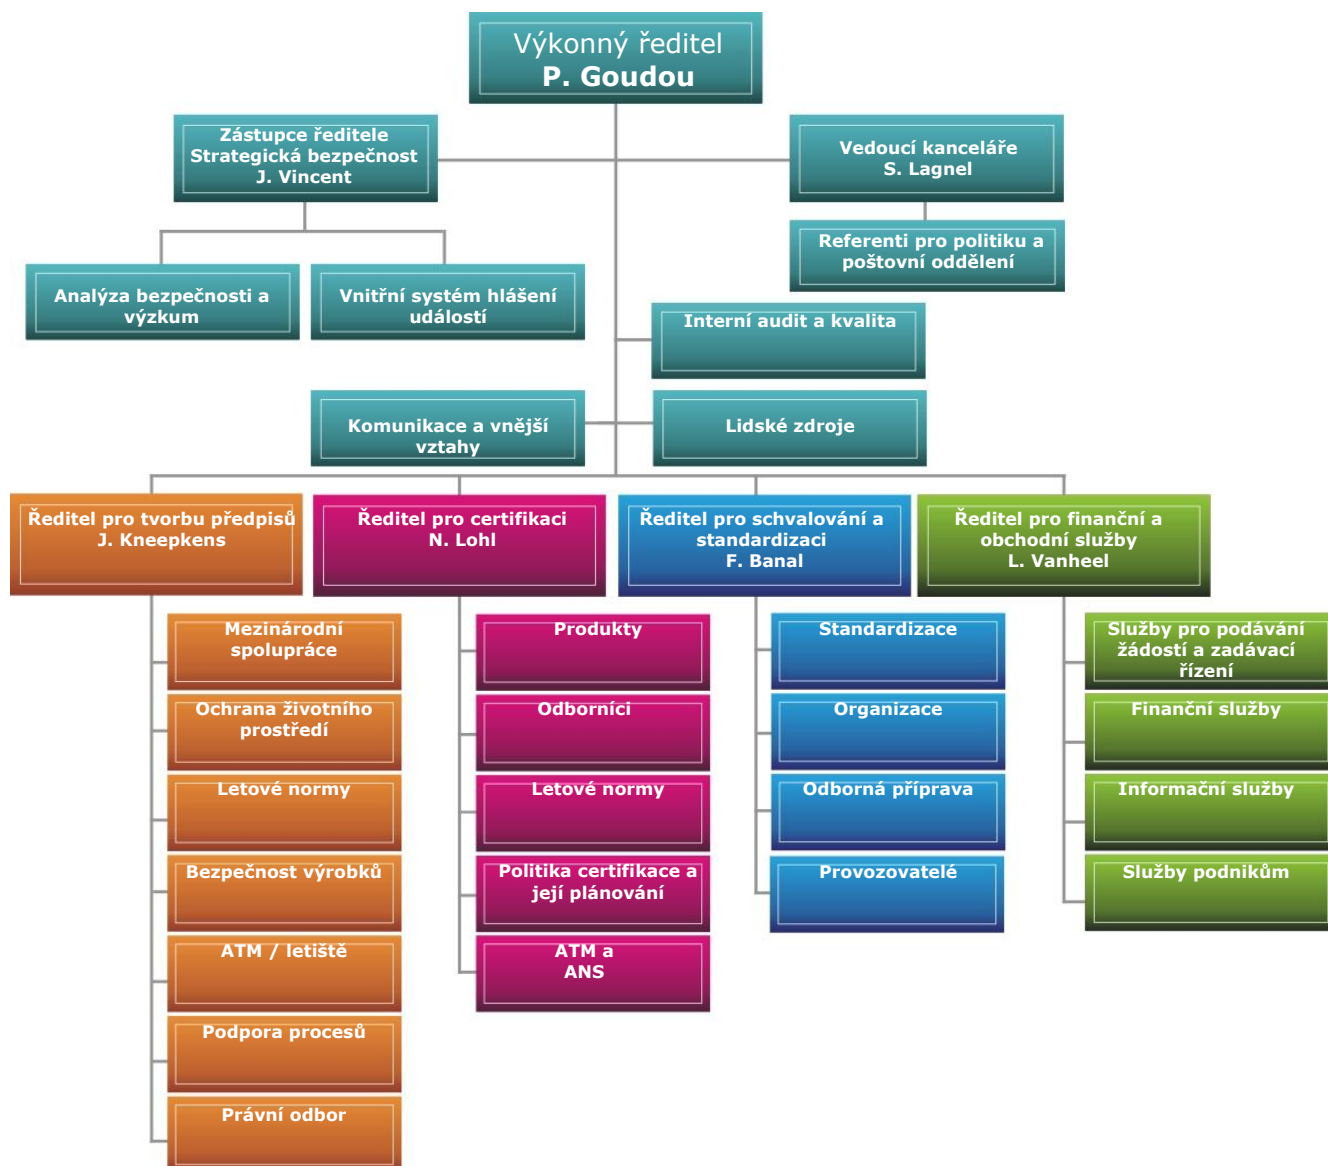 Výkonný ředitel
P. Goudou
Zástupce ředitele
Strategická bezpečnost
J. Vincent
Vedoucí kanceláře
S. Lagnel
Referenti pro politiku a
poštovní oddělení
Analýza bezpečnosti a
výzkum
Vnitřní systém hlášení
událostí
Interní audit a kvalita
Komunikace a vnější
vztahy
Lidské zdroje
Ředitel pro tvorbu předpisů
J. Kneepkens
Ředitel pro certifikaci
N. Lohl
Ředitel pro schvalování a
standardizaci
F. Banal
Ředitel pro finanční a
obchodní služby
L. Vanheel
Mezinárodní
spolupráce
Ochrana životního
prostředí
Letové normy
Bezpečnost výrobků
ATM / letiště
Podpora procesů
Právní odbor
Produkty
Odborníci
Letové normy
Politika certifikace a
její plánování
ATM a
ANS
Standardizace
Organizace
Odborná příprava
Provozovatelé
Služby pro podávání
žádostí a zadávací
řízení
Finanční služby
Informační služby
Služby podnikům